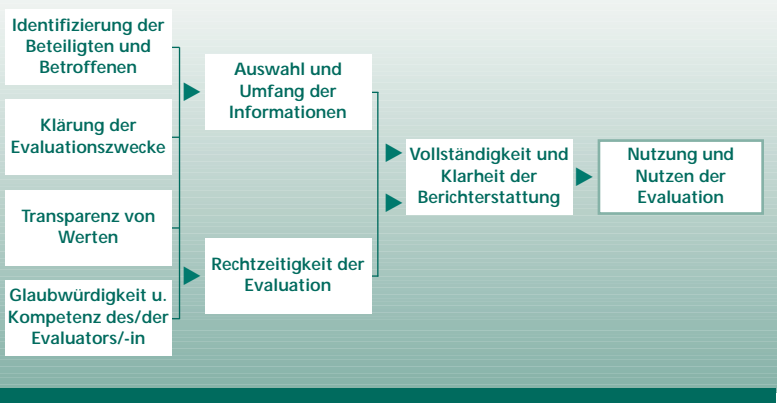 Identifizierung der
Beteiligten und
Betroffenen
Klärung der
Evaluationszwecke
Transparenz von
Werten
Glaubwürdigkeit u.
Kompetenz des/der
Evaluators/-in
Auswahl und
Umfang der
Informationen
Rechtzeitigkeit der
Evaluation
Vollständigkeit und
Klarheit der
Berichterstattung
Nutzung und
Nutzen der
Evaluation